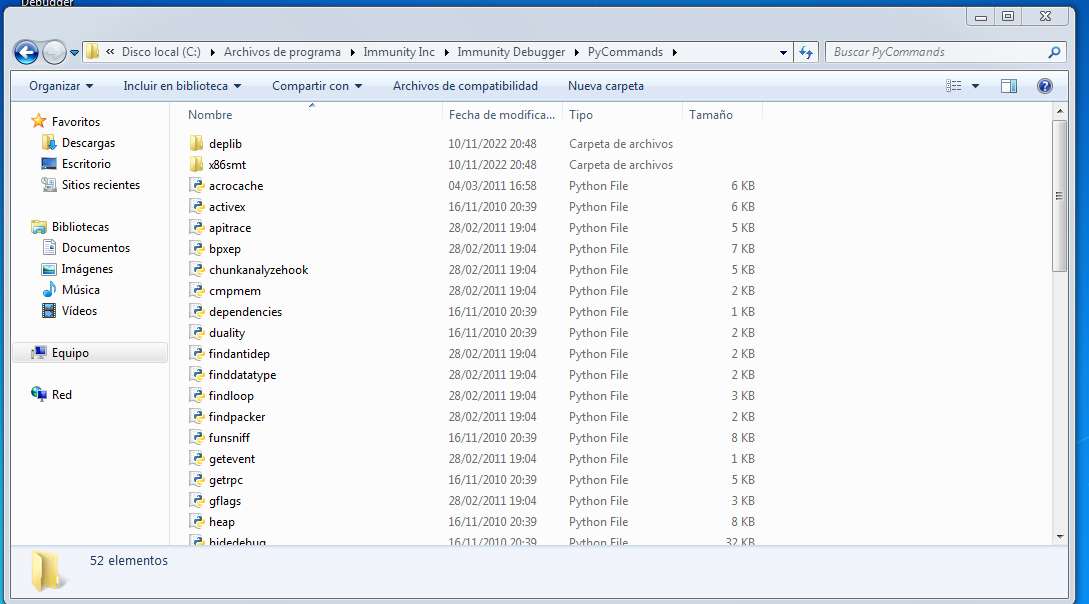 Debugger
« Disco local (C:) ▸ Archivos de programa ▸ Immunity Inc ▸ Immunity Debugger ▸ PyCommands ▸ Buscar PyCommands
Organizar Incluir en biblioteca Compartir con Archivos de compatibilidad Nueva carpeta
Favoritos
Descargas
Escritorio
Sitios recientes
Bibliotecas
Documentos
Imágenes
Música
Vídeos
Equipo
Red
Nombre Fecha de modifica... Tipo Tamaño
deplib 10/11/2022 20:48 Carpeta de archivos
x86smt 10/11/2022 20:48 Carpeta de archivos
acrocache 04/03/2011 16:58 Python File 6 KB
activex 16/11/2010 20:39 Python File 6 KB
apitrace 28/02/2011 19:04 Python File 5 KB
bpxep 28/02/2011 19:04 Python File 7 KB
chunkanalyzehook 28/02/2011 19:04 Python File 5 KB
cmpmem 28/02/2011 19:04 Python File 2 KB
dependencies 16/11/2010 20:39 Python File 1 KB
duality 16/11/2010 20:39 Python File 2 KB
findantidep 28/02/2011 19:04 Python File 2 KB
finddatatype 28/02/2011 19:04 Python File 2 KB
findloop 28/02/2011 19:04 Python File 3 KB
findpacker 28/02/2011 19:04 Python File 2 KB
funsniff 16/11/2010 20:39 Python File 8 KB
getevent 28/02/2011 19:04 Python File 1 KB
getrpc 16/11/2010 20:39 Python File 5 KB
gflags 28/02/2011 19:04 Python File 3 KB
heap 16/11/2010 20:39 Python File 8 KB
hidedebug 16/11/2010 20:39 Python File 32 KB
52 elementos